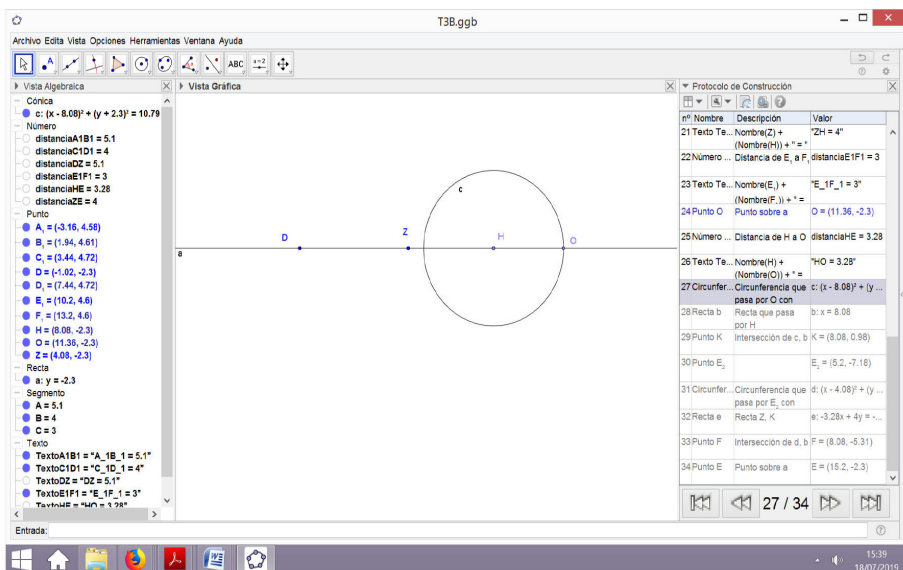 T3B.ggb
Archivo Edita Vista Opciones Herramientas Ventana Ayuda
ABC a=2
Vista Algebraica
Cónica
c: (x - 8.08)² + (y + 2.3)² = 10.79
Número
distanciaA1B1 = 5.1
distanciaC1D1 = 4
distanciaDZ = 5.1
distanciaE1F1 = 3
distanciaHE = 3.28
distanciaZE = 4
Punto
A₁ = (-3.16, 4.58)
B₁ = (1.94, 4.61)
C₁ = (3.44, 4.72)
D = (-1.02, -2.3)
D₁ = (7.44, 4.72)
E₁ = (10.2, 4.6)
F₁ = (13.2, 4.6)
H = (8.08, -2.3)
O = (11.36, -2.3)
Z = (4.08, -2.3)
Recta
a: y = -2.3
Segmento
A = 5.1
B = 4
C = 3
Texto
TextoA1B1 = “A_1B_1 = 5.1”
TextoC1D1 = “C_1D_1 = 4”
TextoDZ = “DZ = 5.1”
TextoE1F1 = “E_1F_1 = 3”
TextoHE = “HO = 3.28”
Vista Gráfica
c
D
Z
H
O
a
Protocolo de Construcción
nº Nombre Descripción Valor
21 Texto Te... Nombre(Z) + "ZH = 4"
(Nombre(H)) + " = "
22 Número ... Distancia de E₁ a F₁ distanciaE1F1 = 3
23 Texto Te... Nombre(E₁) + "E_1F_1 = 3"
(Nombre(F₁)) + " =
24 Punto O Punto sobre a O = (11.36, -2.3)
25 Número ... Distancia de H a O distanciaHE = 3.28
26 Texto Te... Nombre(H) + "HO = 3.28"
(Nombre(O)) + " =
27 Circunfer... Circunferencia que c: (x - 8.08)² + (y ...
pasa por O con
28 Recta b Recta que pasa b: x = 8.08
por H
29 Punto K Intersección de c, b K = (8.08, 0.98)
30 Punto E₂ E₂ = (5.2, -7.18)
31 Circunfer... Circunferencia que d: (x - 4.08)² + (y ...
pasa por E₂ con
32 Recta e Recta Z, K e: -3.28x + 4y = -...
33 Punto F Intersección de d, b F = (8.08, -5.31)
34 Punto E Punto sobre a E = (15.2, -2.3)
27 / 34
Entrada:
15:39
18/07/2019